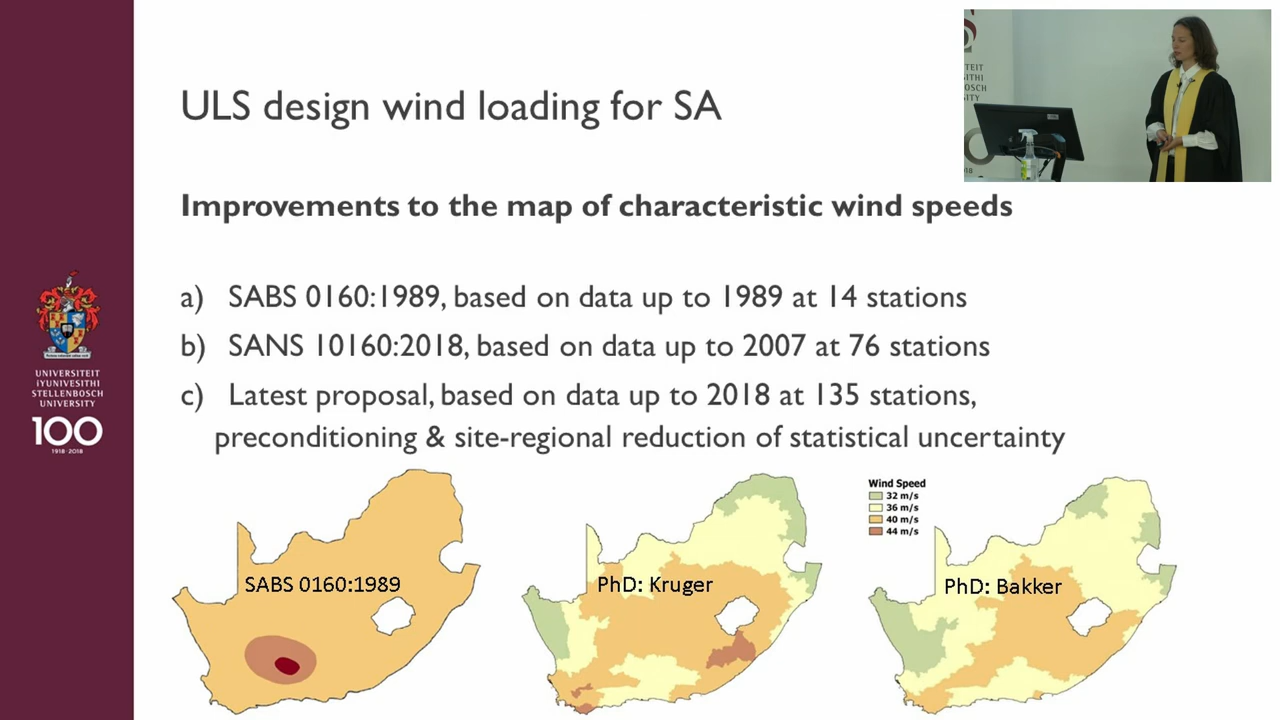 ULS design wind loading for SA
Improvements to the map of characteristic wind speeds
a) SABS 0160:1989, based on data up to 1989 at 14 stations
b) SANS 10160:2018, based on data up to 2007 at 76 stations
c) Latest proposal, based on data up to 2018 at 135 stations,
preconditioning & site-regional reduction of statistical uncertainty
UNIVERSITEIT
iYUNIVESITHI
STELLENBOSCH
UNIVERSITY
100
1918·2018
SABS 0160:1989
PhD: Kruger
Wind Speed
32 m/s
36 m/s
40 m/s
44 m/s
PhD: Bakker